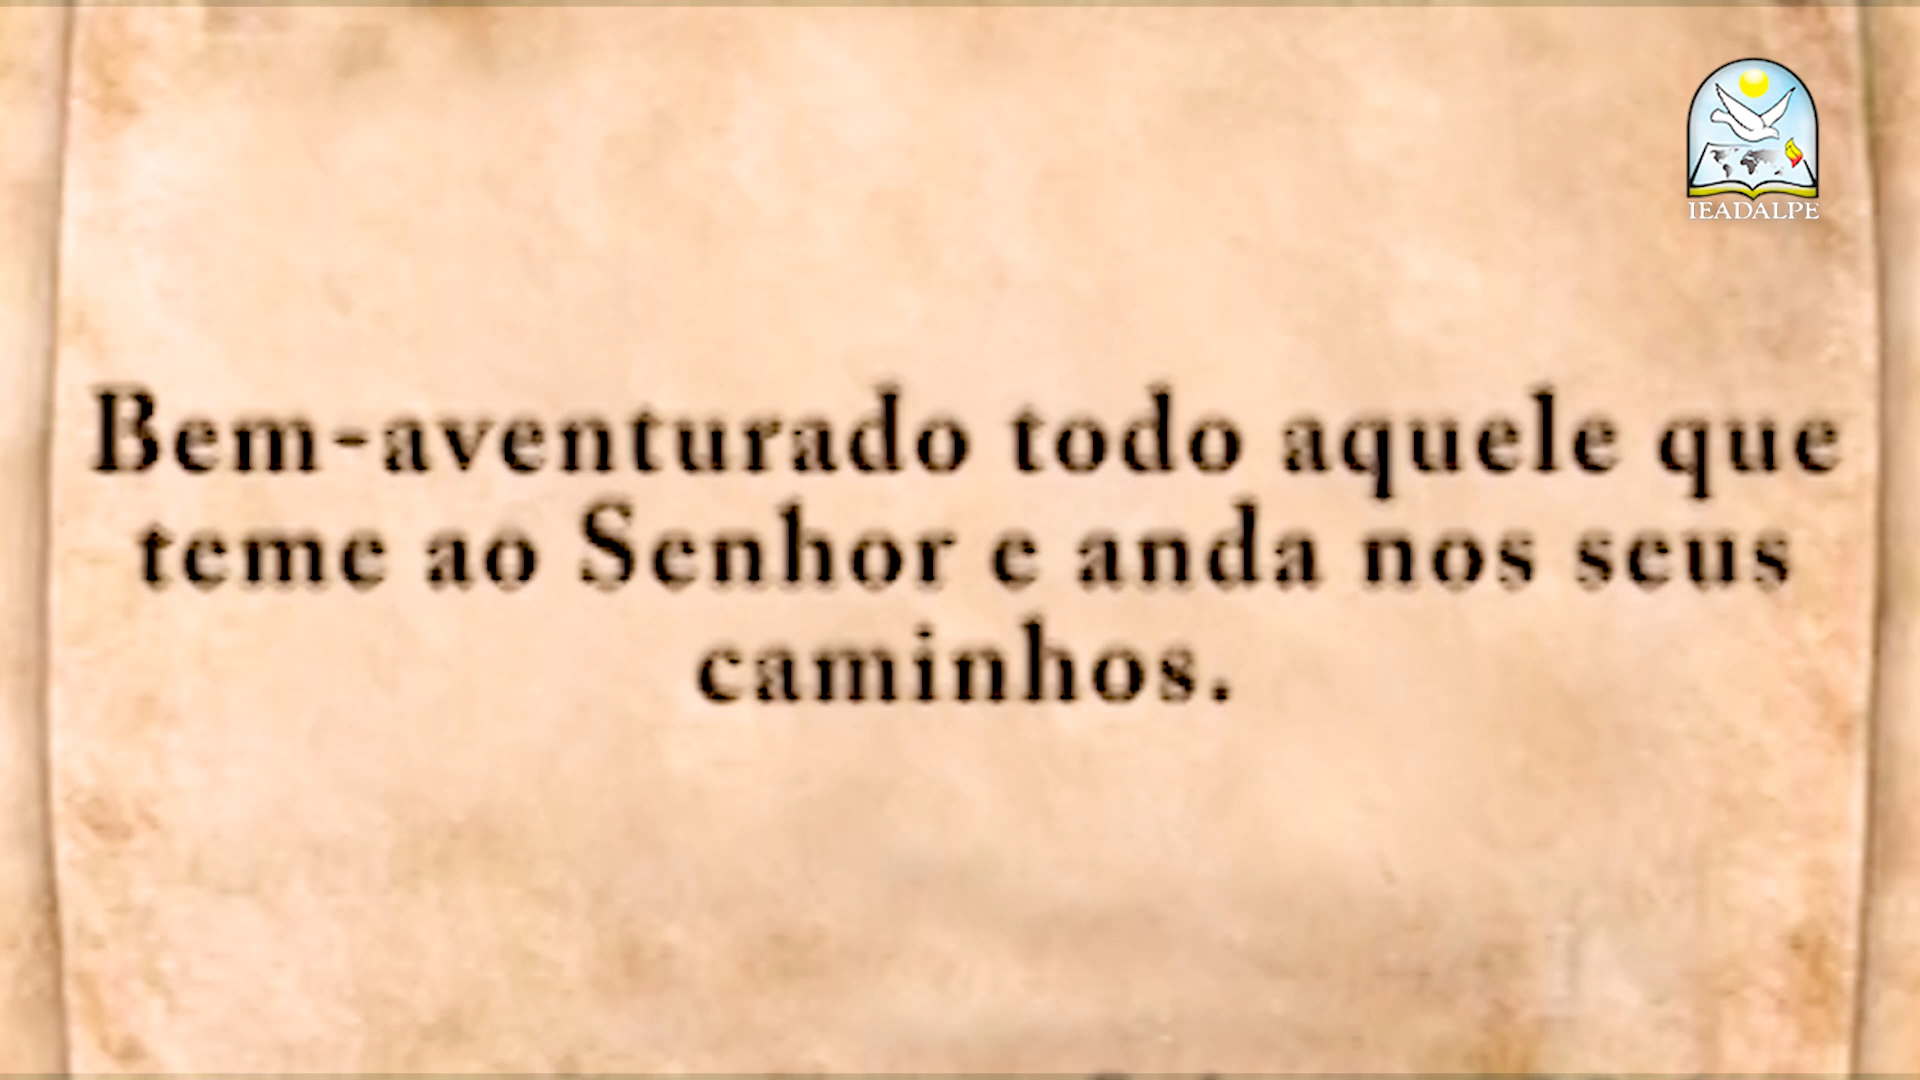 IEADALPE
Bem-aventurado todo aquele que
teme ao Senhor e anda nos seus
caminhos.